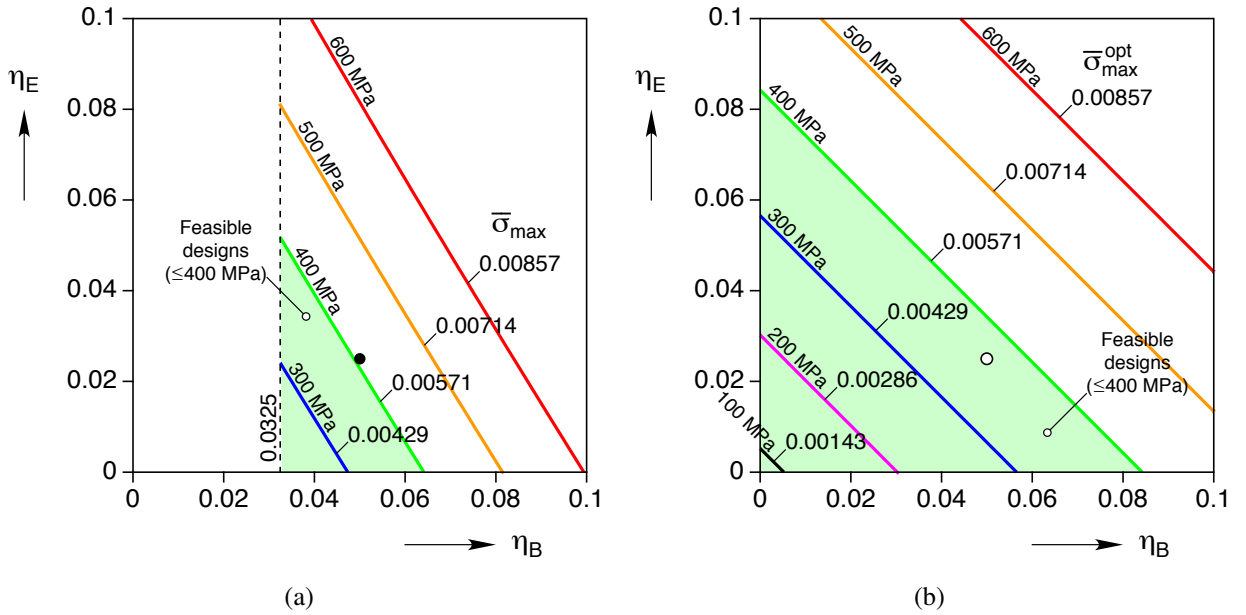 0.1
0.08
0.06
0.04
0.02
0
ηE
600 MPa
500 MPa
400 MPa
300 MPa
Feasible
designs
(≤400 MPa)
σ̅max
0.00857
0.00714
0.00571
0.00429
0.0325
0
0.02
0.04
0.06
0.08
0.1
ηB
(a)
0.1
0.08
0.06
0.04
0.02
0
ηE
600 MPa
500 MPa
400 MPa
300 MPa
200 MPa
100 MPa
σ̅max opt
0.00857
0.00714
0.00571
0.00429
0.00286
0.00143
Feasible
designs
(≤400 MPa)
0
0.02
0.04
0.06
0.08
0.1
ηB
(b)